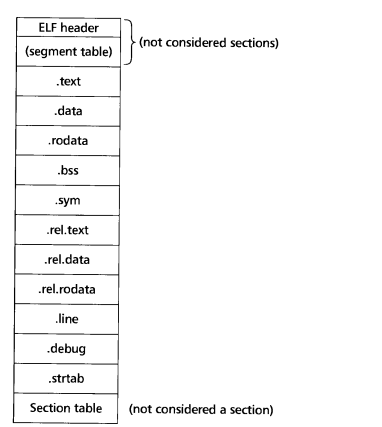 ELF header
(segment table)
(not considered sections)
.text
.data
.rodata
.bss
.sym
.rel.text
.rel.data
.rel.rodata
.line
.debug
.strtab
Section table
(not considered a section)